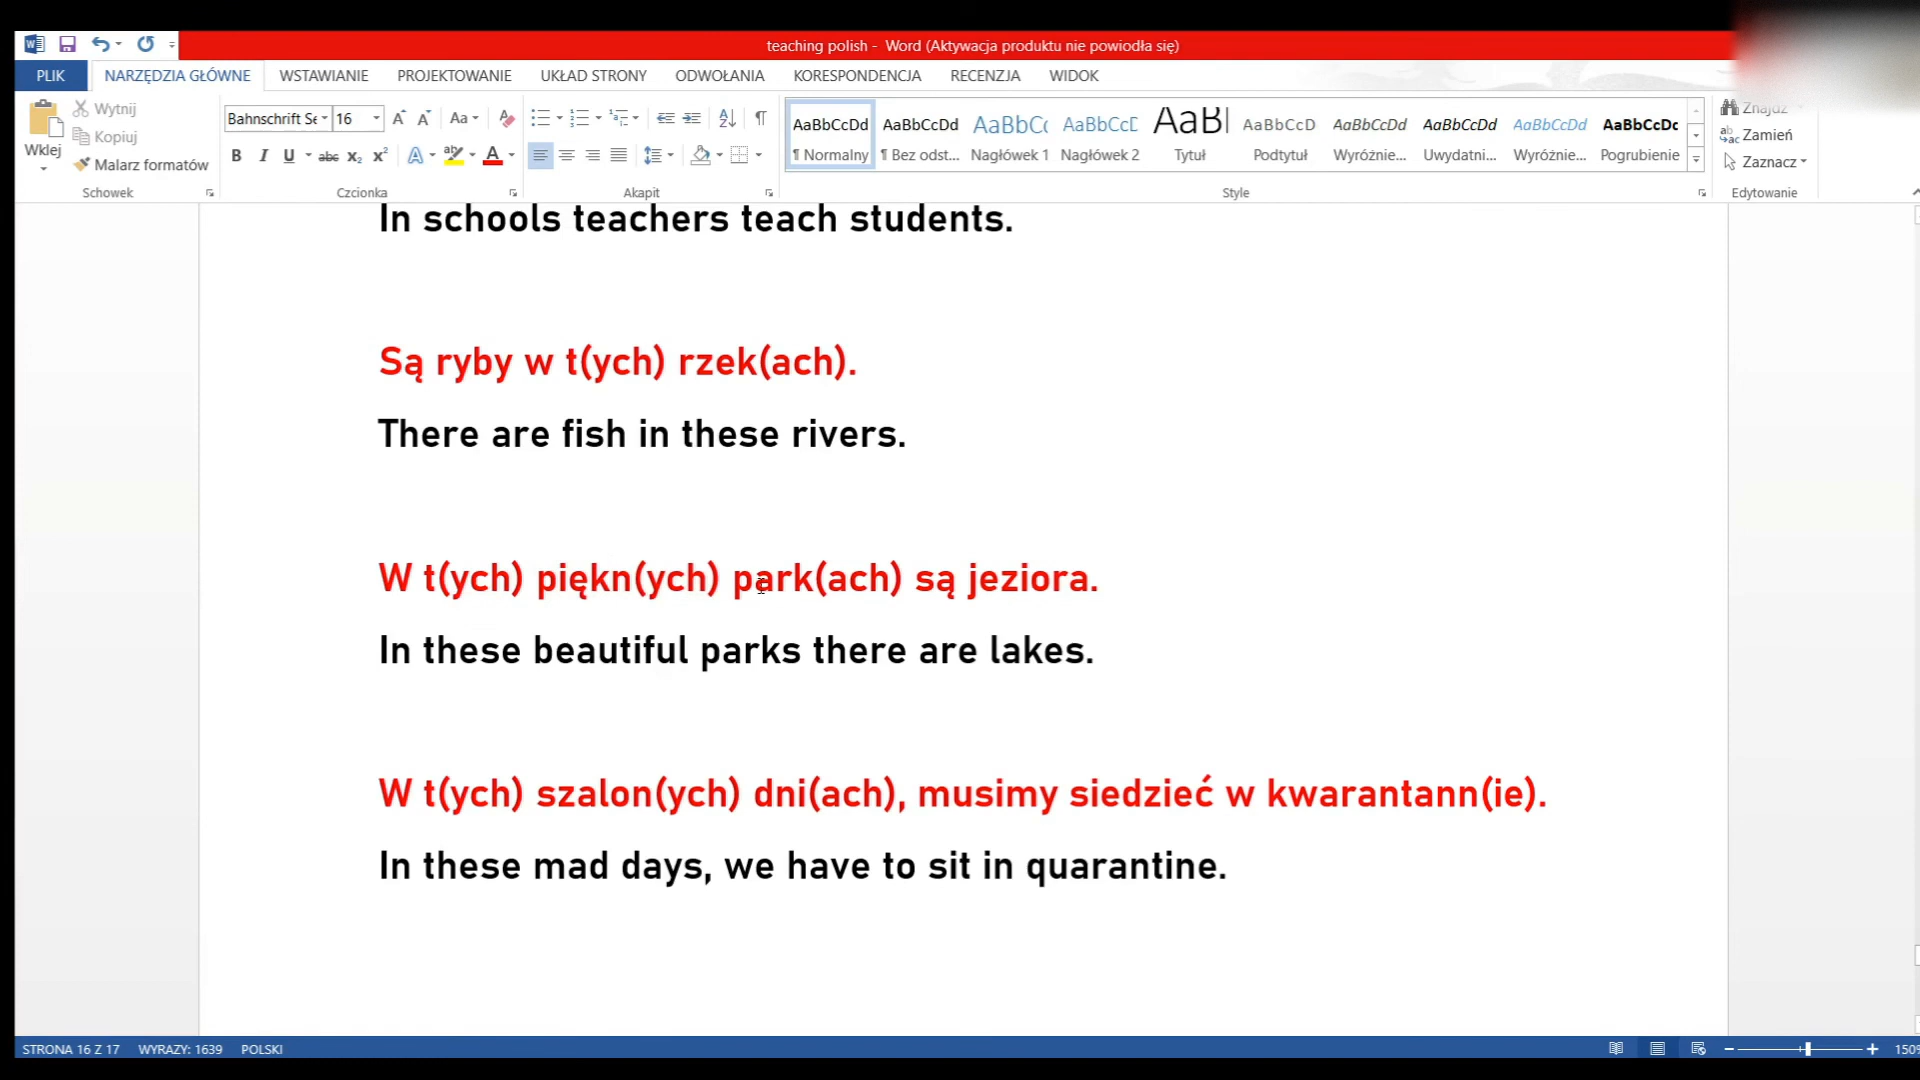 teaching polish - Word (Aktywacja produktu nie powiodła się)
PLIK NARZĘDZIA GŁÓWNE WSTAWIANIE PROJEKTOWANIE UKŁAD STRONY ODWOŁANIA KORESPONDENCJA RECENZJA WIDOK
Wklej
Wytnij
Kopiuj
Malarz formatów
Schowek
Bahnschrift Se 16
Czcionka
Akapit
AaBbCcDd AaBbCcDd AaBbCc AaBbCcD AaB AaBbCcD AaBbCcDd AaBbCcDd AaBbCcDd AaBbCcDc
¶ Normalny ¶ Bez odst... Nagłówek 1 Nagłówek 2 Tytuł Podtytuł Wyróżnie... Uwydatni... Wyróżnie... Pogrubienie
Style
Znajdź
Zamień
Zaznacz
Edytowanie
In schools teachers teach students.
Są ryby w t(ych) rzek(ach).
There are fish in these rivers.
W t(ych) piękn(ych) park(ach) są jeziora.
In these beautiful parks there are lakes.
W t(ych) szalon(ych) dni(ach), musimy siedzieć w kwarantann(ie).
In these mad days, we have to sit in quarantine.
STRONA 16 Z 17 WYRAZY: 1639 POLSKI 150%